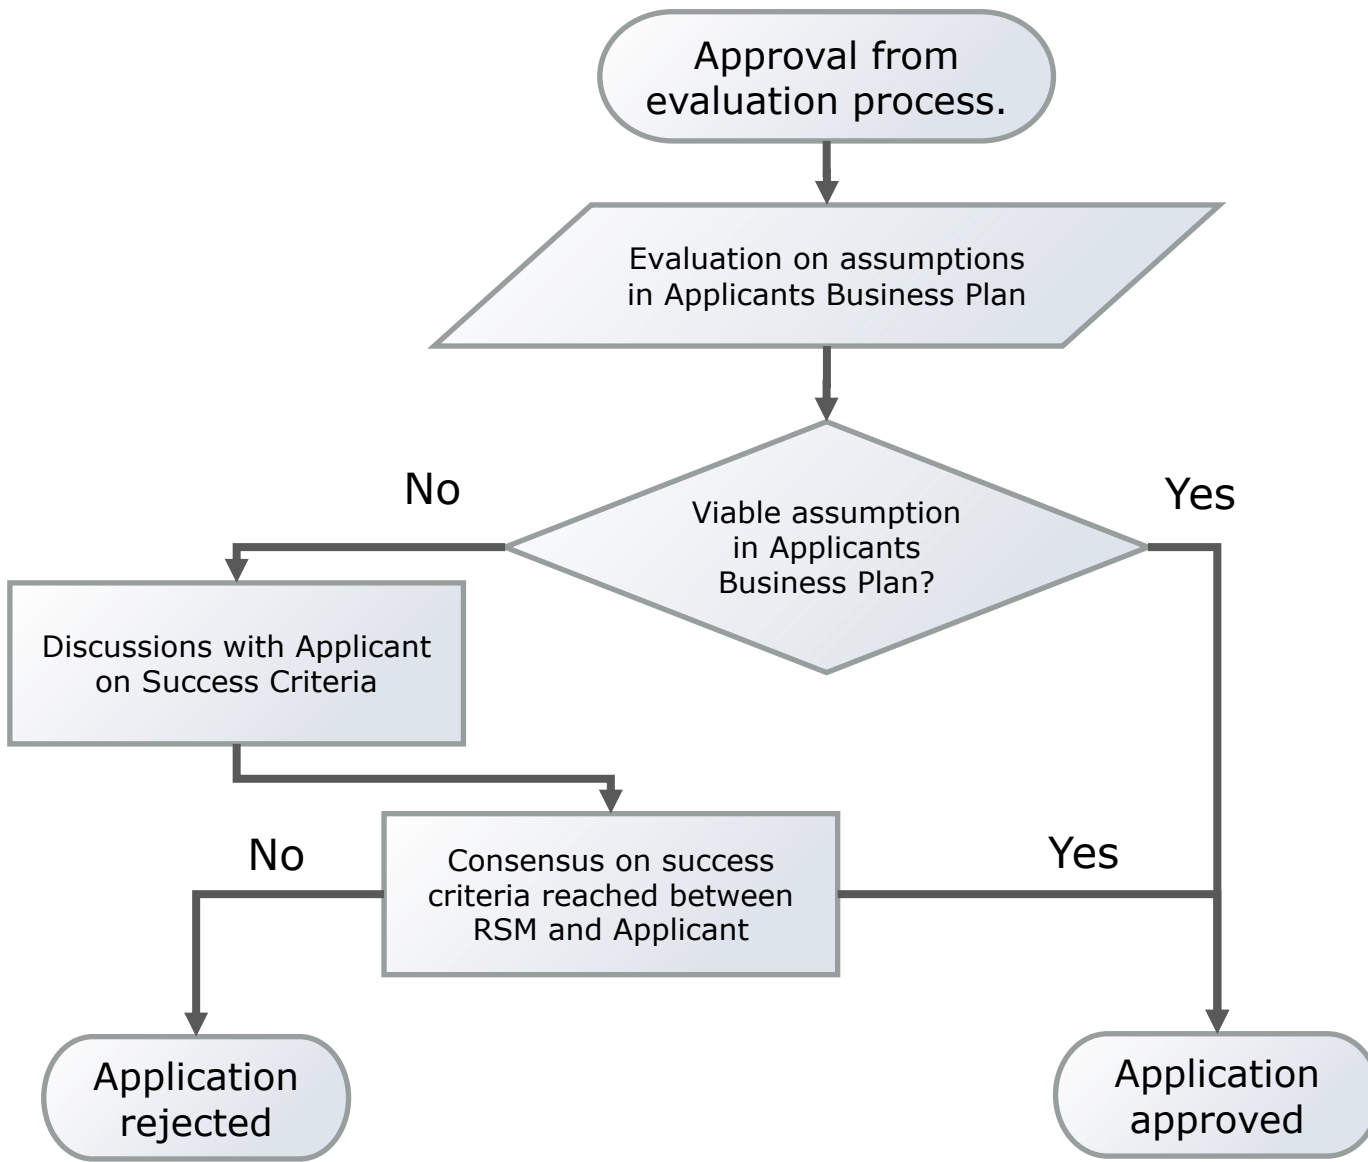 Approval from
evaluation process.
Evaluation on assumptions
in Applicants Business Plan
No
Yes
Viable assumption
in Applicants
Business Plan?
Discussions with Applicant
on Success Criteria
No
Yes
Consensus on success
criteria reached between
RSM and Applicant
Application
rejected
Application
approved